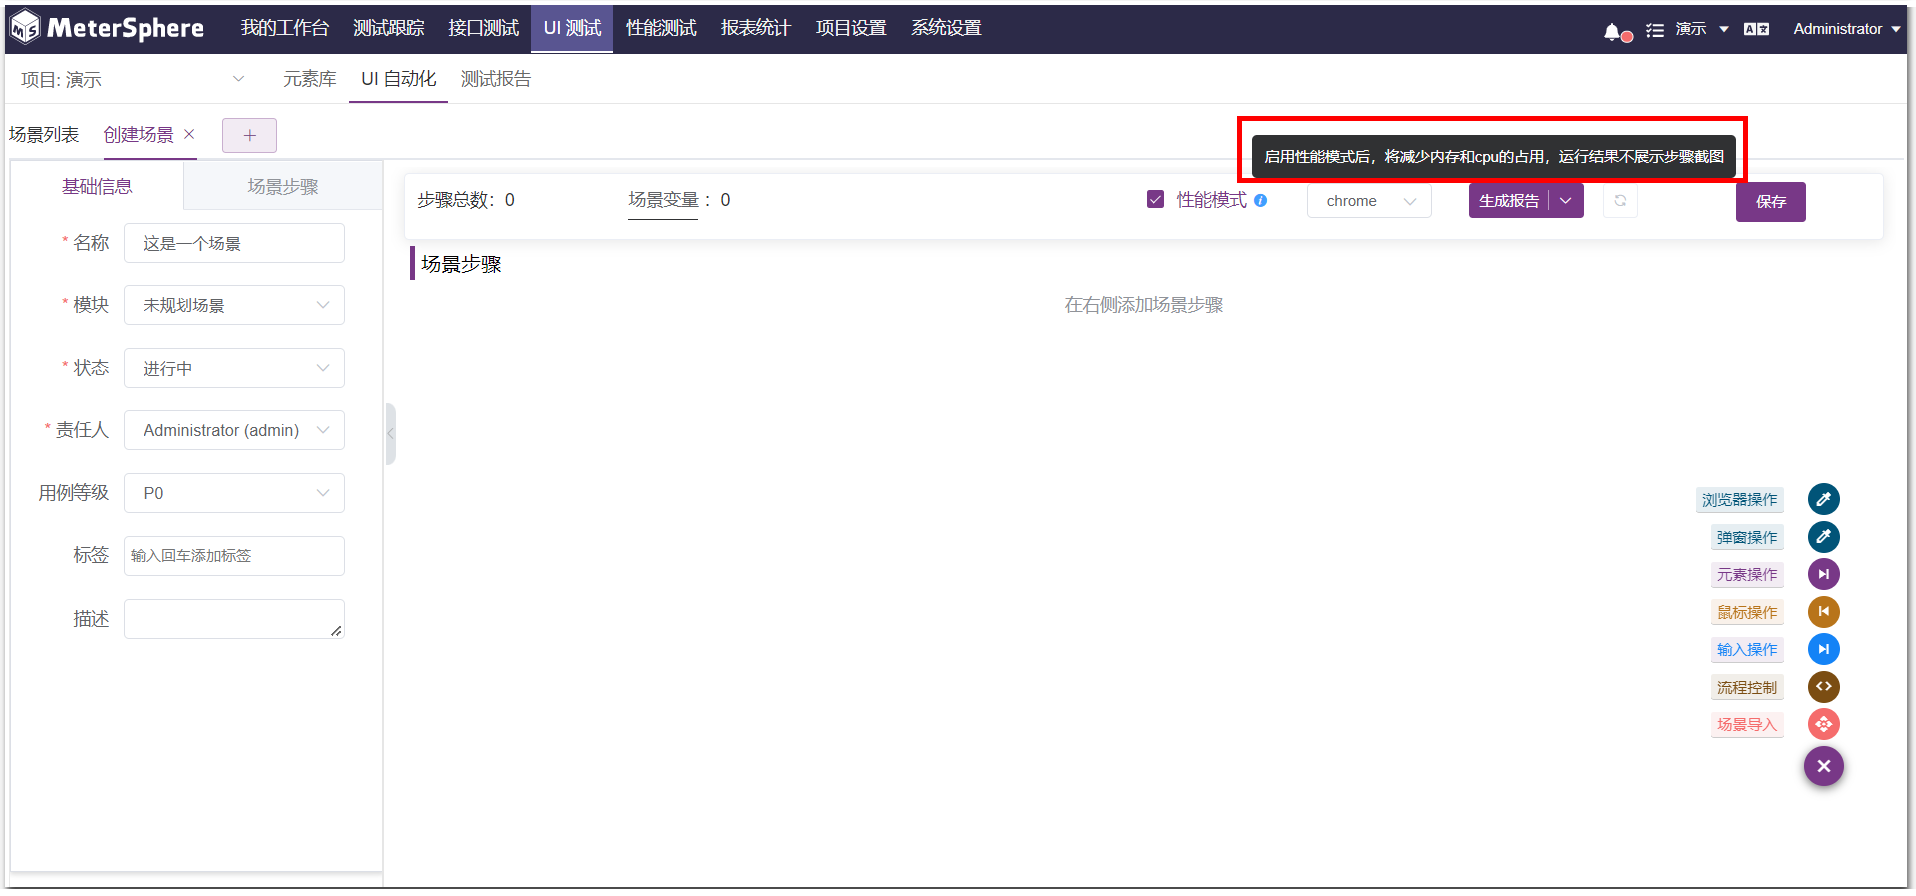 MeterSphere 我的工作台 测试跟踪 接口测试 UI 测试 性能测试 报表统计 项目设置 系统设置 演示 Administrator
项目: 演示 元素库 UI 自动化 测试报告
场景列表 创建场景 × +
启用性能模式后，将减少内存和cpu的占用，运行结果不展示步骤截图
基础信息 场景步骤
步骤总数：0 场景变量 ：0 性能模式 chrome 生成报告 保存
* 名称 这是一个场景
场景步骤
* 模块 未规划场景
在右侧添加场景步骤
* 状态 进行中
* 责任人 Administrator (admin)
用例等级 P0
标签 输入回车添加标签
描述
浏览器操作
弹窗操作
元素操作
鼠标操作
输入操作
流程控制
场景导入